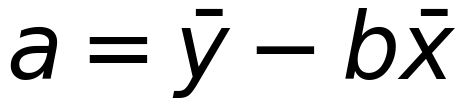 a = ȳ − bx̄